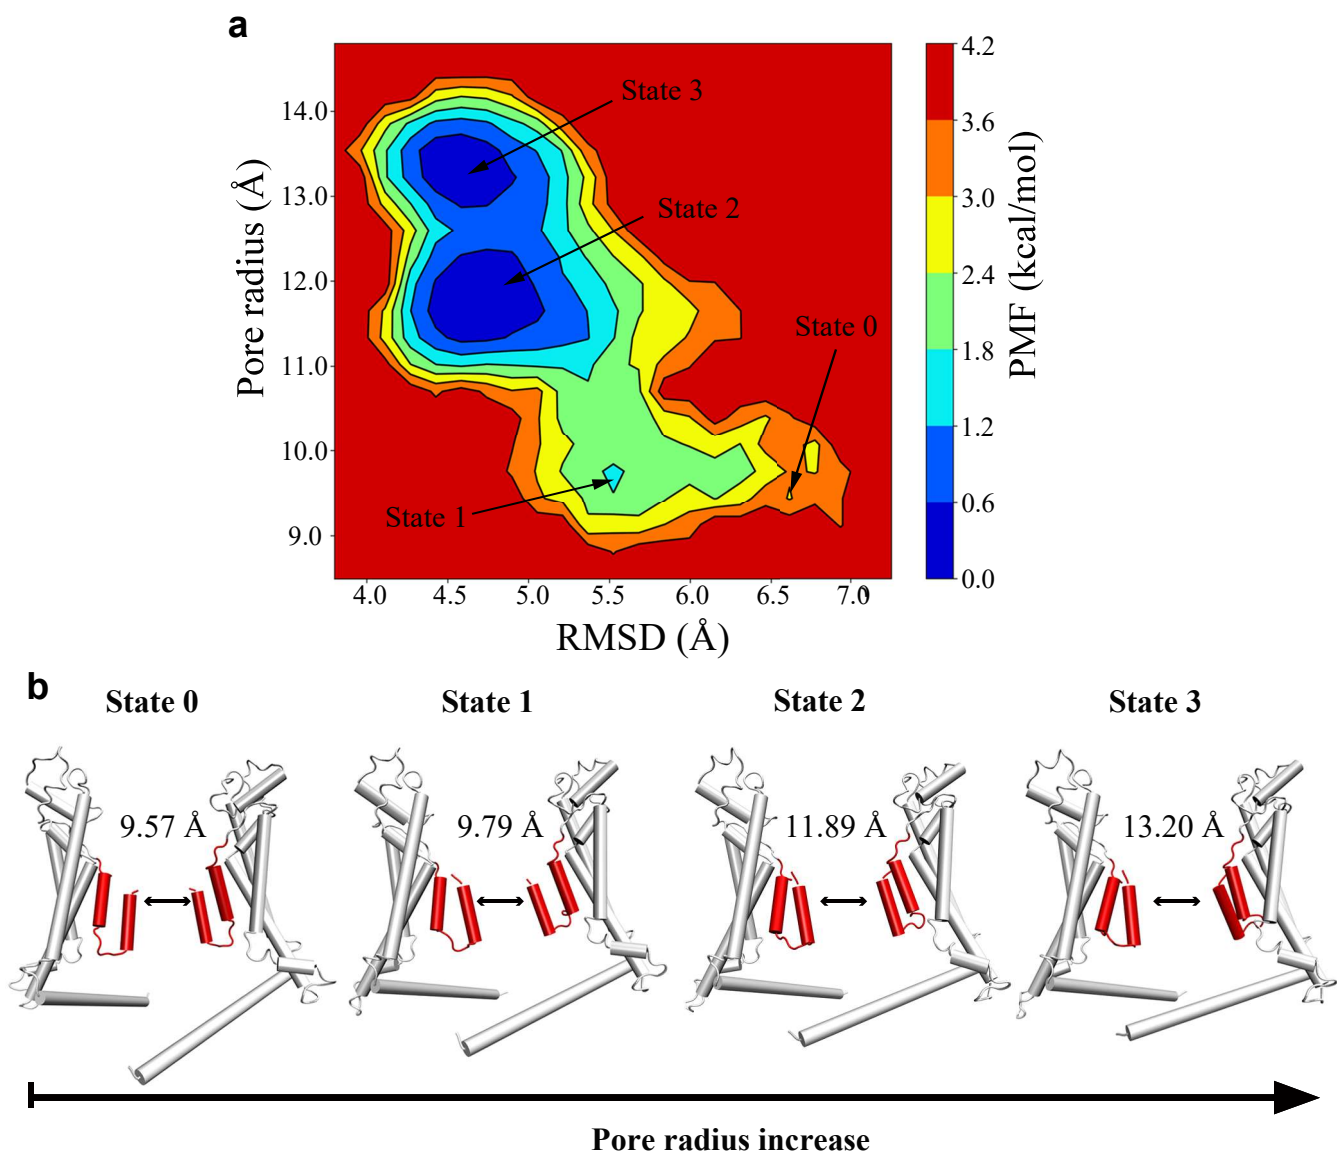 a
State 3
State 2
State 0
State 1
14.0
13.0
12.0
11.0
10.0
9.0
Pore radius (Å)
4.0 4.5 5.0 5.5 6.0 6.5 7.0
RMSD (Å)
4.2
3.6
3.0
2.4
1.8
1.2
0.6
0.0
PMF (kcal/mol)
b
State 0 State 1 State 2 State 3
9.57 Å 9.79 Å 11.89 Å 13.20 Å
Pore radius increase